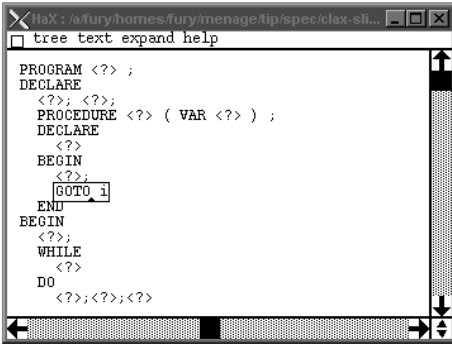 HaX : /a/fury/homes/fury/menage/tip/spec/clax-sli...
tree text expand help
PROGRAM <?> ;
DECLARE
<?>; <?>;
PROCEDURE <?> ( VAR <?> ) ;
DECLARE
<?>
BEGIN
<?>;
GOTO i
END
BEGIN
<?>;
WHILE
<?>
DO
<?>;<?>;<?>